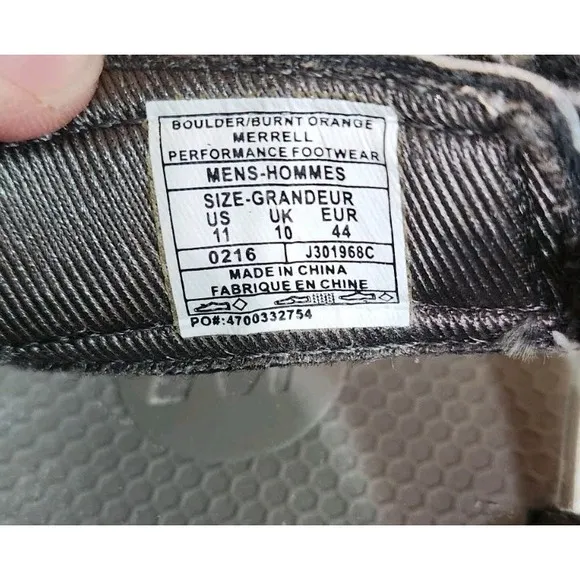 BOULDER/BURNT ORANGE
MERRELL
PERFORMANCE FOOTWEAR
MENS-HOMMES
SIZE-GRANDEUR
US UK EUR
11 10 44
0216 J301968C
MADE IN CHINA
FABRIQUE EN CHINE
PO#:4700332754